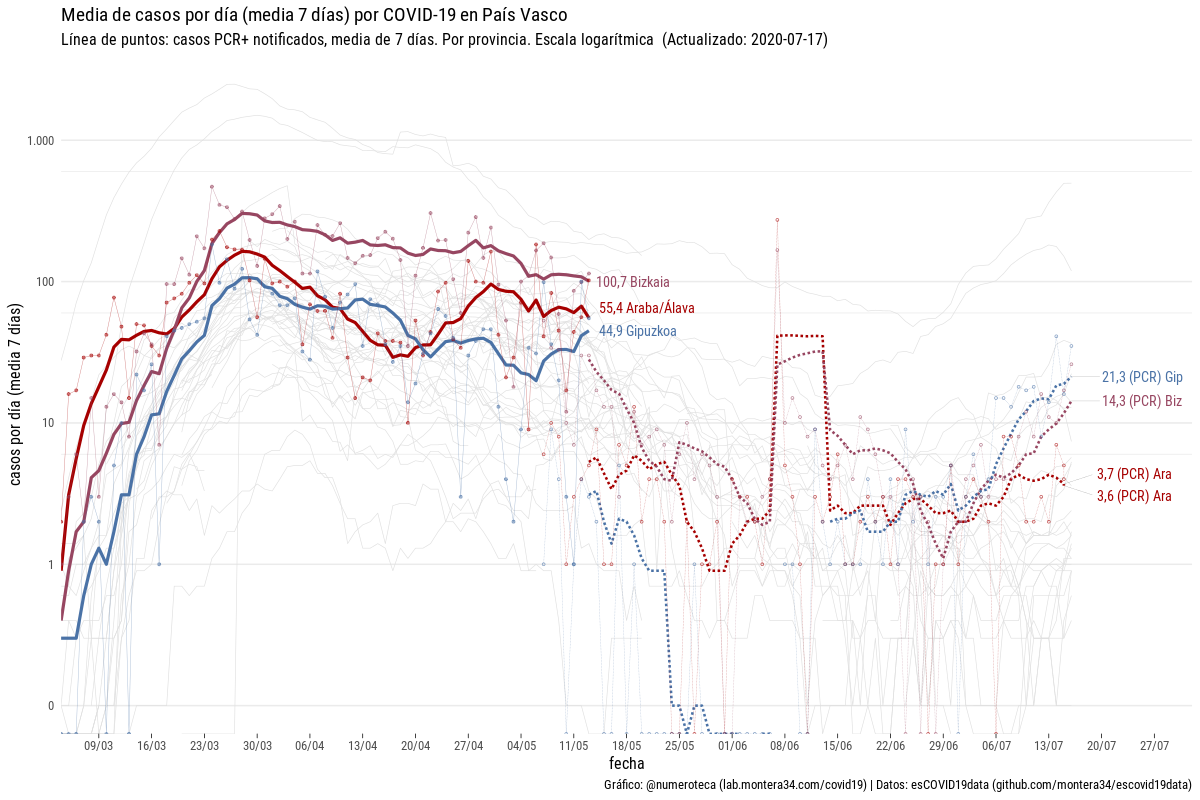 Media de casos por día (media 7 días) por COVID-19 en País Vasco
Línea de puntos: casos PCR+ notificados, media de 7 días. Por provincia. Escala logarítmica  (Actualizado: 2020-07-17)
casos por día (media 7 días)
1.000
100
10
1
0
100,7 Bizkaia
55,4 Araba/Álava
44,9 Gipuzkoa
21,3 (PCR) Gip
14,3 (PCR) Biz
3,7 (PCR) Ara
3,6 (PCR) Ara
09/03 16/03 23/03 30/03 06/04 13/04 20/04 27/04 04/05 11/05 18/05 25/05 01/06 08/06 15/06 22/06 29/06 06/07 13/07 20/07 27/07
fecha
Gráfico: @numeroteca (lab.montera34.com/covid19) | Datos: esCOVID19data (github.com/montera34/escovid19data)